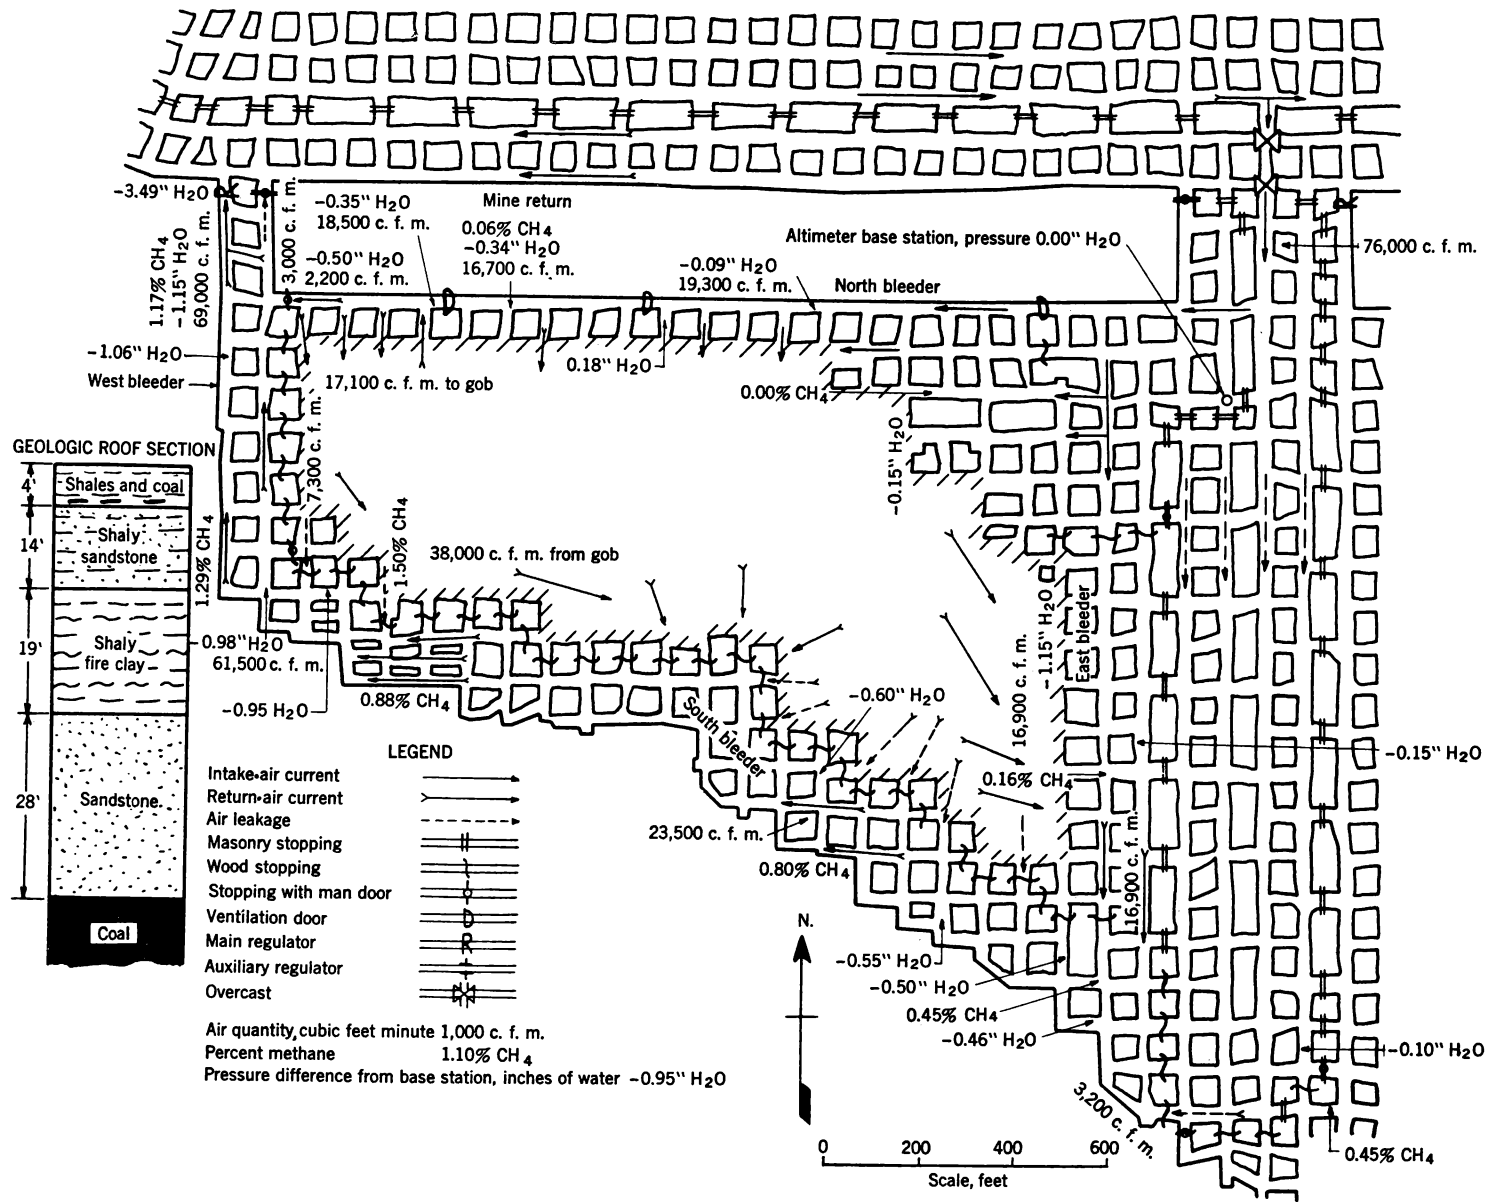 -3.49" H₂O
1.17% CH₄
-1.15" H₂O
69,000 c. f. m.
3,000 c. f. m.
-0.35" H₂O
18,500 c. f. m.
Mine return
0.06% CH₄
-0.34" H₂O
16,700 c. f. m.
-0.50" H₂O
2,200 c. f. m.
-0.09" H₂O
19,300 c. f. m.
Altimeter base station, pressure 0.00" H₂O
76,000 c. f. m.
North bleeder
-1.06" H₂O
West bleeder
17,100 c. f. m. to gob
0.18" H₂O
0.00% CH₄
-0.15" H₂O
7,300 c. f. m.
1.50% CH₄
38,000 c. f. m. from gob
1.29% CH₄
-0.98" H₂O
61,500 c. f. m.
-0.95 H₂O
0.88% CH₄
South bleeder
-0.60" H₂O
16,900 c. f. m.
-1.15" H₂O
East bleeder
-0.15" H₂O
0.16% CH₄
23,500 c. f. m.
0.80% CH₄
16,900 c. f. m.
-0.55" H₂O
-0.50" H₂O
0.45% CH₄
-0.46" H₂O
-0.10" H₂O
3,200 c. f. m.
0.45% CH₄
GEOLOGIC ROOF SECTION
4'
Shales and coal
14'
Shaly
sandstone
19'
Shaly
fire clay
28'
Sandstone
Coal
LEGEND
Intake-air current
Return-air current
Air leakage
Masonry stopping
Wood stopping
Stopping with man door
Ventilation door
D
Main regulator
R
Auxiliary regulator
Overcast
Air quantity, cubic feet minute 1,000 c. f. m.
Percent methane 1.10% CH₄
Pressure difference from base station, inches of water -0.95" H₂O
N.
0 200 400 600
Scale, feet